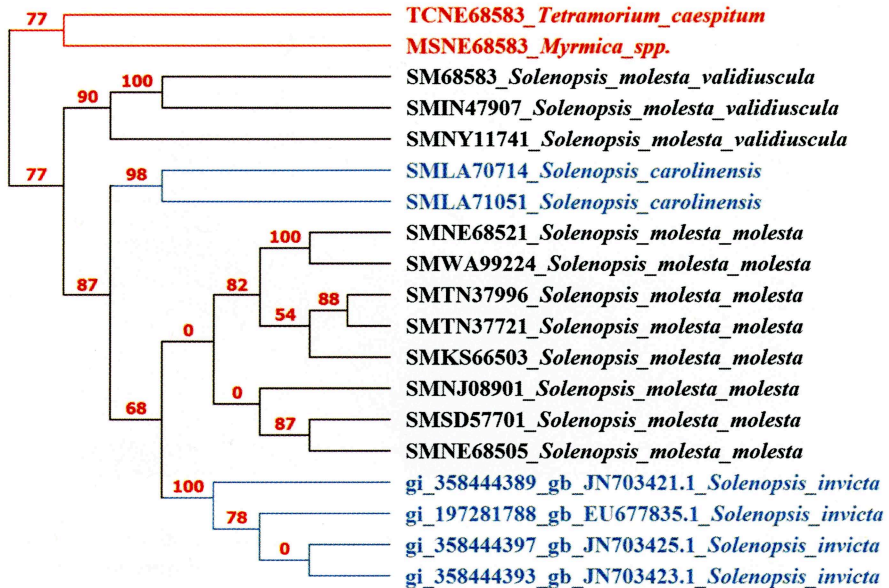 77
TCNE68583_Tetramorium_caespitum
MSNE68583_Myrmica_spp.
100
SM68583_Solenopsis_molesta_validiuscula
90
SMIN47907_Solenopsis_molesta_validiuscula
SMNY11741_Solenopsis_molesta_validiuscula
77
98
SMLA70714_Solenopsis_carolinensis
SMLA71051_Solenopsis_carolinensis
100
SMNE68521_Solenopsis_molesta_molesta
SMWA99224_Solenopsis_molesta_molesta
87
82
88
SMTN37996_Solenopsis_molesta_molesta
54
SMTN37721_Solenopsis_molesta_molesta
0
SMKS66503_Solenopsis_molesta_molesta
0
SMNJ08901_Solenopsis_molesta_molesta
68
87
SMSD57701_Solenopsis_molesta_molesta
SMNE68505_Solenopsis_molesta_molesta
100
gi_358444389_gb_JN703421.1_Solenopsis_invicta
78
gi_197281788_gb_EU677835.1_Solenopsis_invicta
0
gi_358444397_gb_JN703425.1_Solenopsis_invicta
gi_358444393_gb_JN703423.1_Solenopsis_invicta